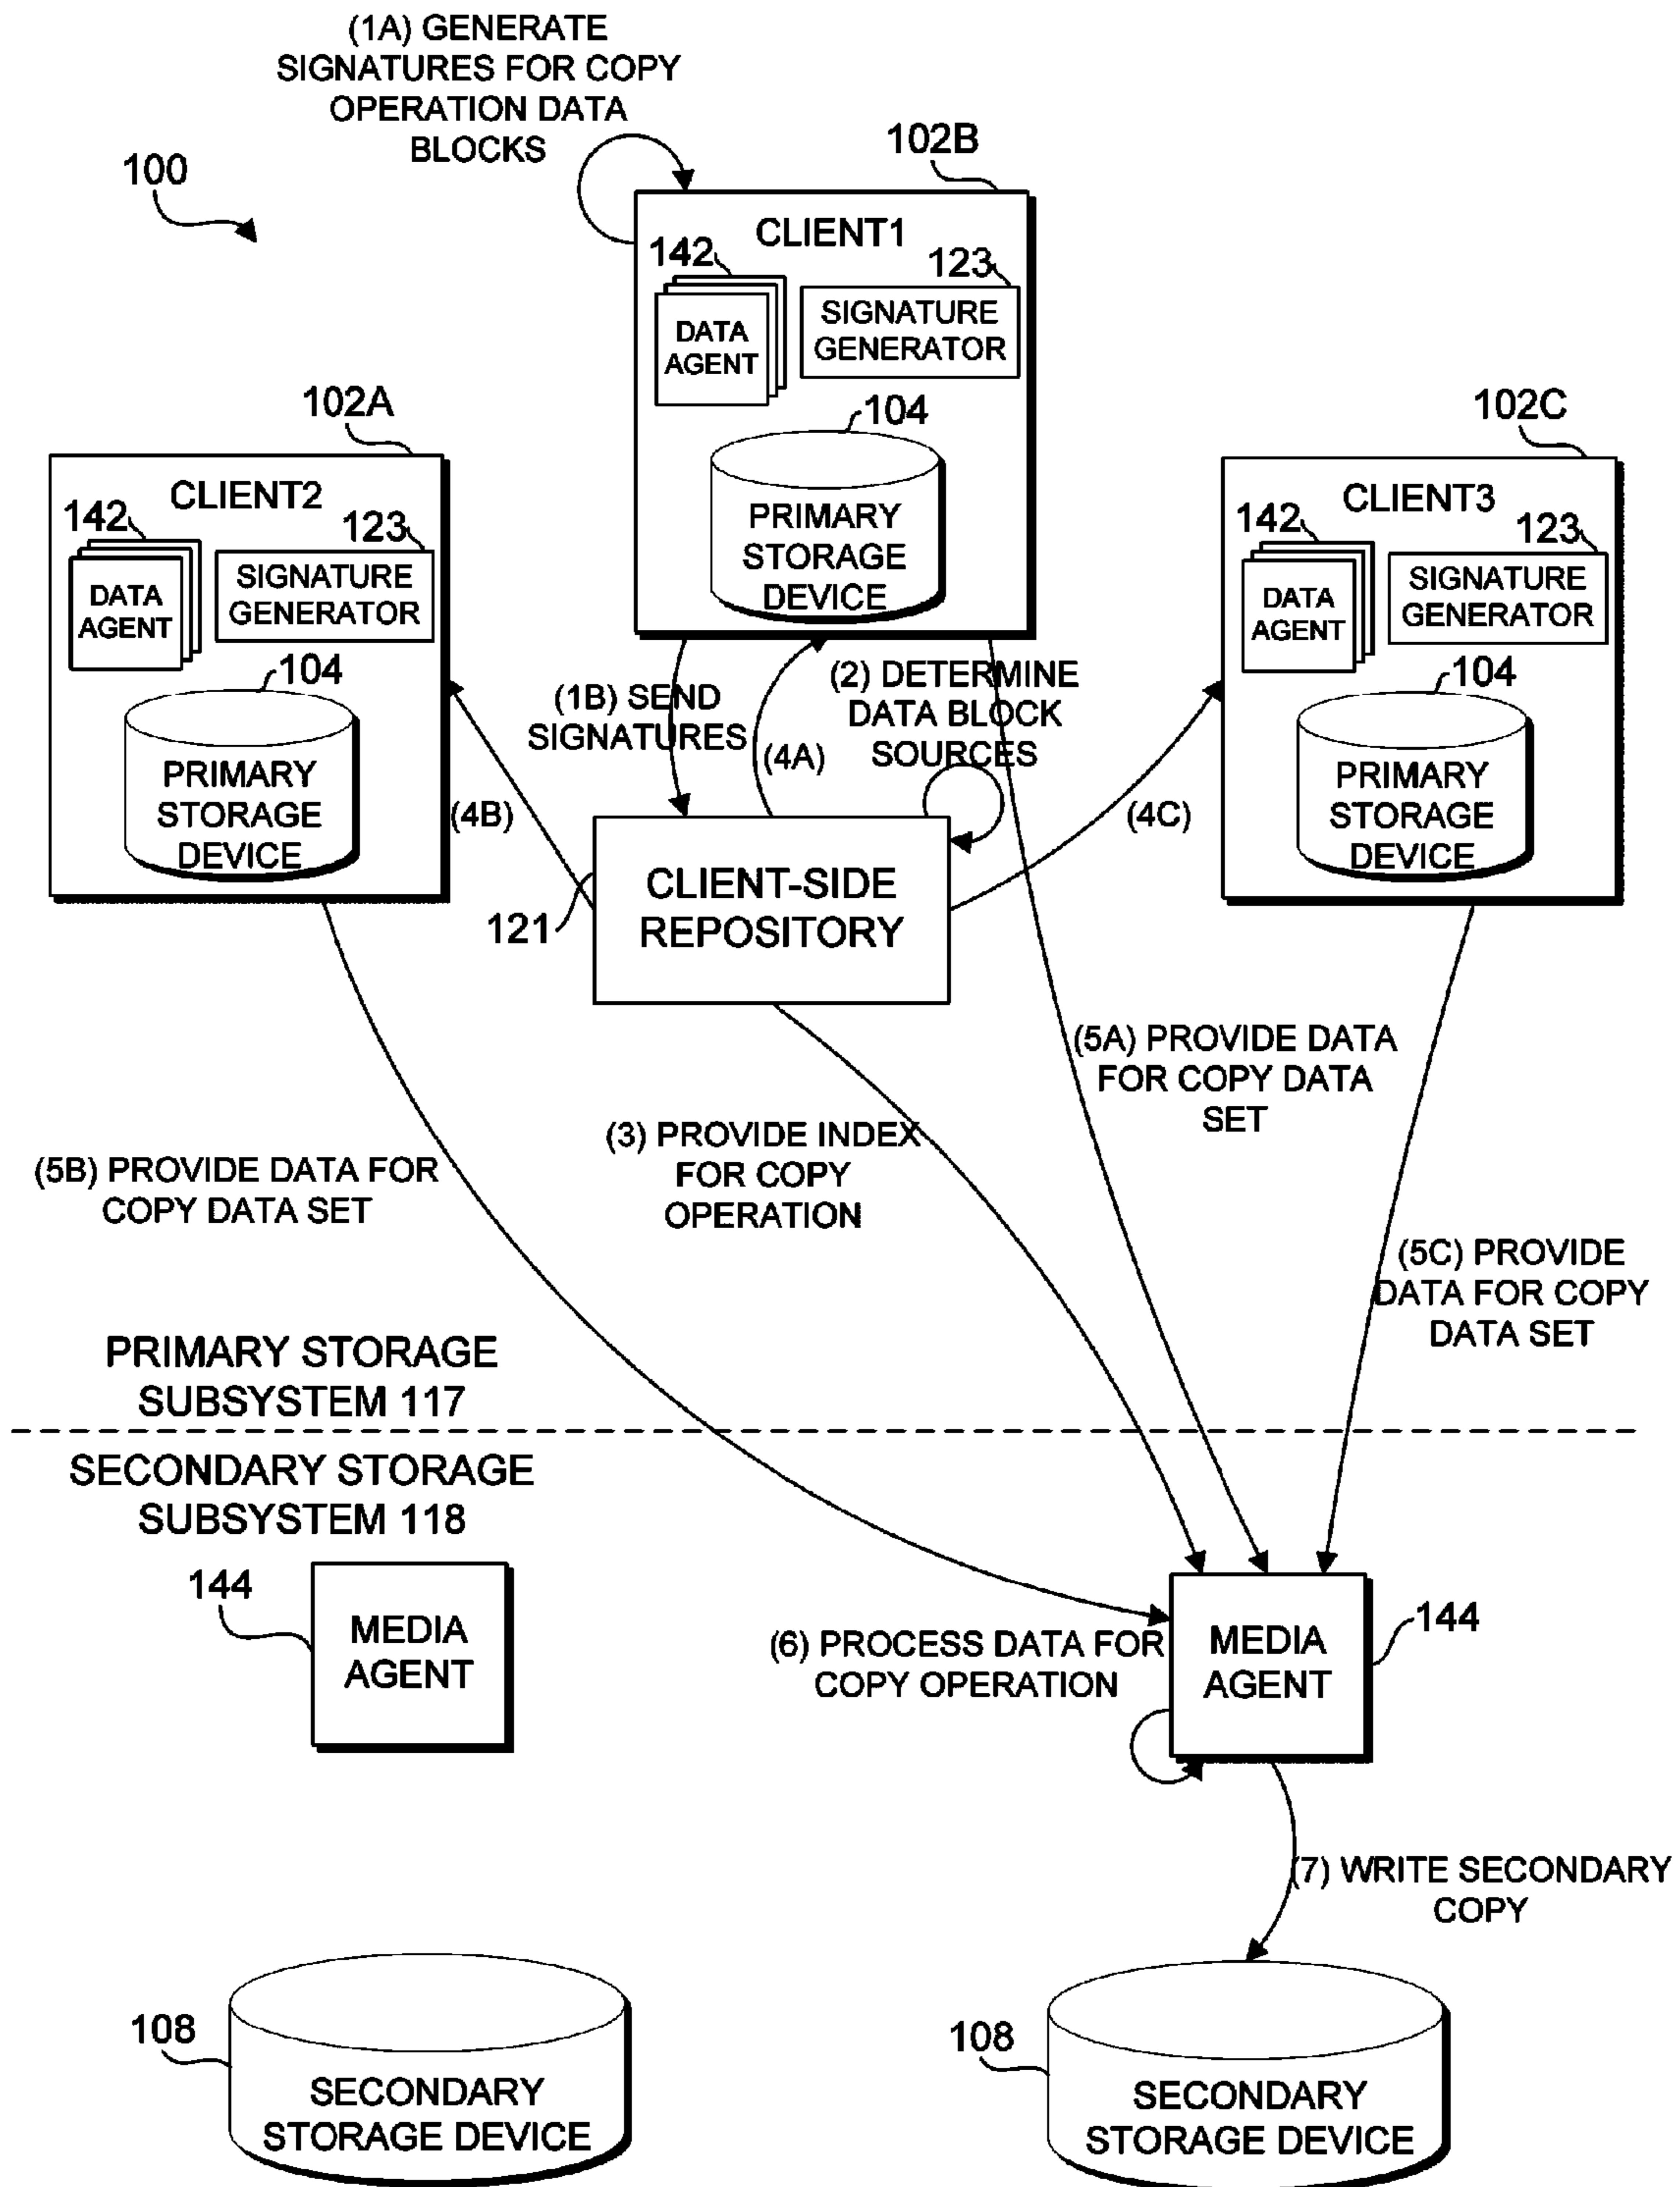 (1A) GENERATE
SIGNATURES FOR COPY
OPERATION DATA
BLOCKS
100
102B
CLIENT1
142
123
DATA
AGENT
SIGNATURE
GENERATOR
104
PRIMARY
STORAGE
DEVICE
102A
CLIENT2
142
123
DATA
AGENT
SIGNATURE
GENERATOR
104
PRIMARY
STORAGE
DEVICE
102C
CLIENT3
142
123
DATA
AGENT
SIGNATURE
GENERATOR
104
PRIMARY
STORAGE
DEVICE
(1B) SEND
SIGNATURES
(4A)
(2) DETERMINE
DATA BLOCK
SOURCES
(4B)
(4C)
CLIENT-SIDE
REPOSITORY
121
(5A) PROVIDE DATA
FOR COPY DATA
SET
(3) PROVIDE INDEX
FOR COPY
OPERATION
(5B) PROVIDE DATA FOR
COPY DATA SET
(5C) PROVIDE
DATA FOR COPY
DATA SET
PRIMARY STORAGE
SUBSYSTEM 117
SECONDARY STORAGE
SUBSYSTEM 118
144
MEDIA
AGENT
(6) PROCESS DATA FOR
COPY OPERATION
MEDIA
AGENT
144
(7) WRITE SECONDARY
COPY
108
SECONDARY
STORAGE DEVICE
108
SECONDARY
STORAGE DEVICE